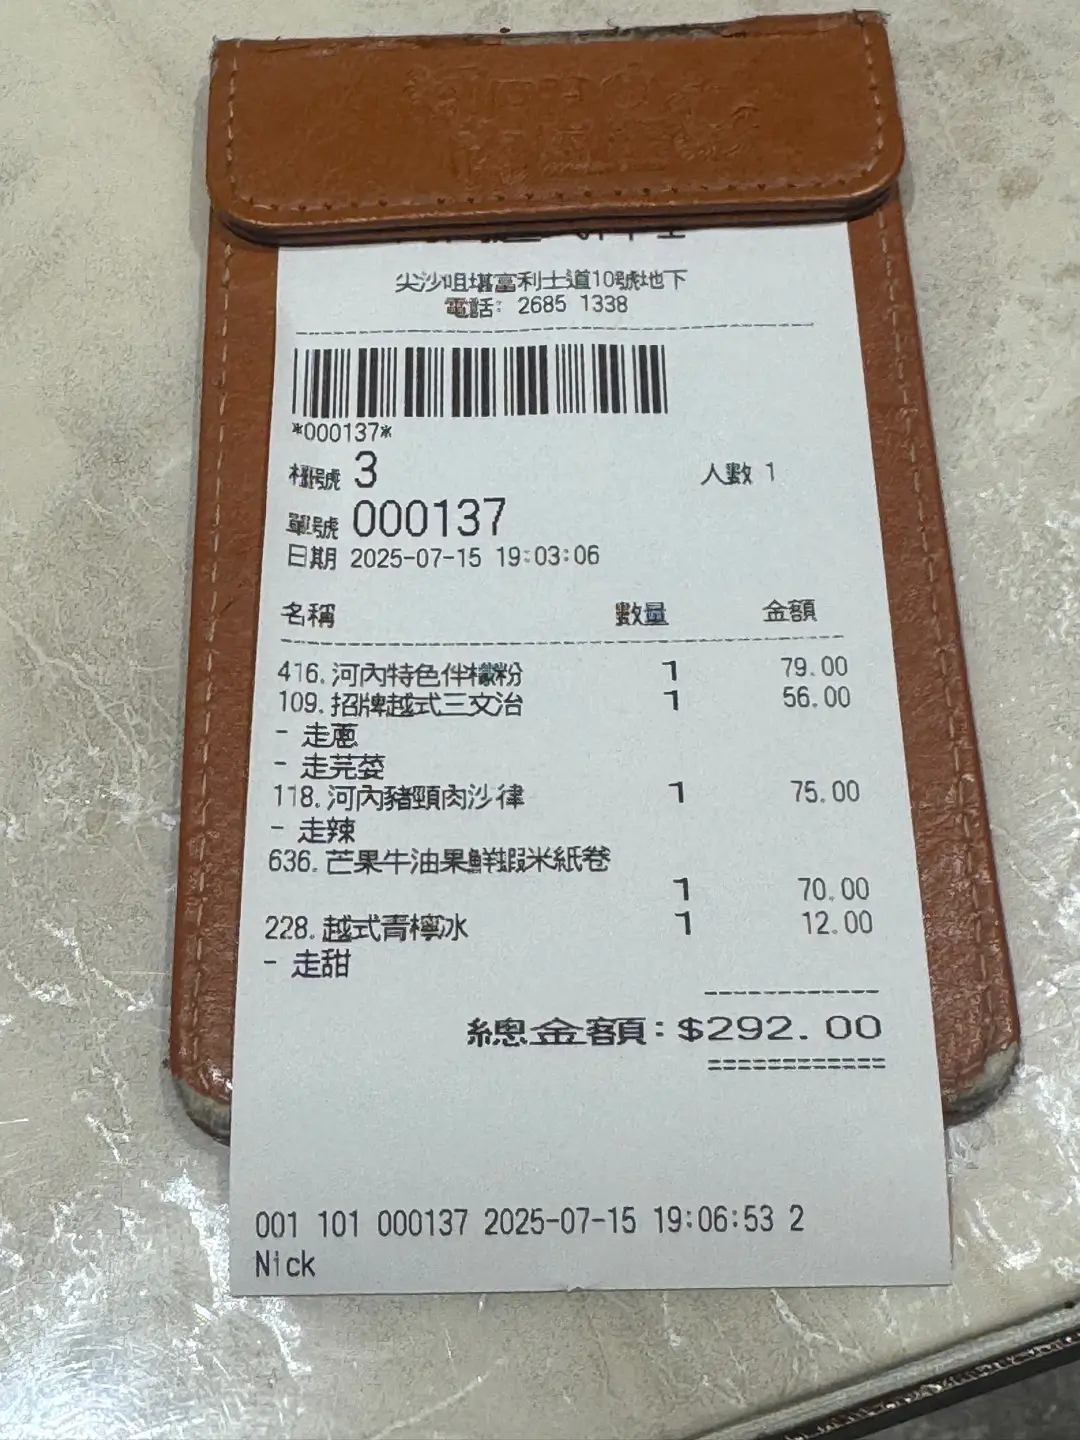 尖沙咀堪富利士道10號地下
電話: 2685 1338
*000137*
檯號 3 人數 1
單號 000137
日期 2025-07-15 19:03:06
名稱 數量 金額
416. 河內特色伴檬粉 1 79.00
109. 招牌越式三文治 1 56.00
- 走蔥
- 走芫荽
118. 河內豬頸肉沙律 1 75.00
- 走辣
636. 芒果牛油果鮮蝦米紙卷
1 70.00
228. 越式青檸冰 1 12.00
- 走甜
總金額:$292.00
001 101 000137 2025-07-15 19:06:53 2
Nick